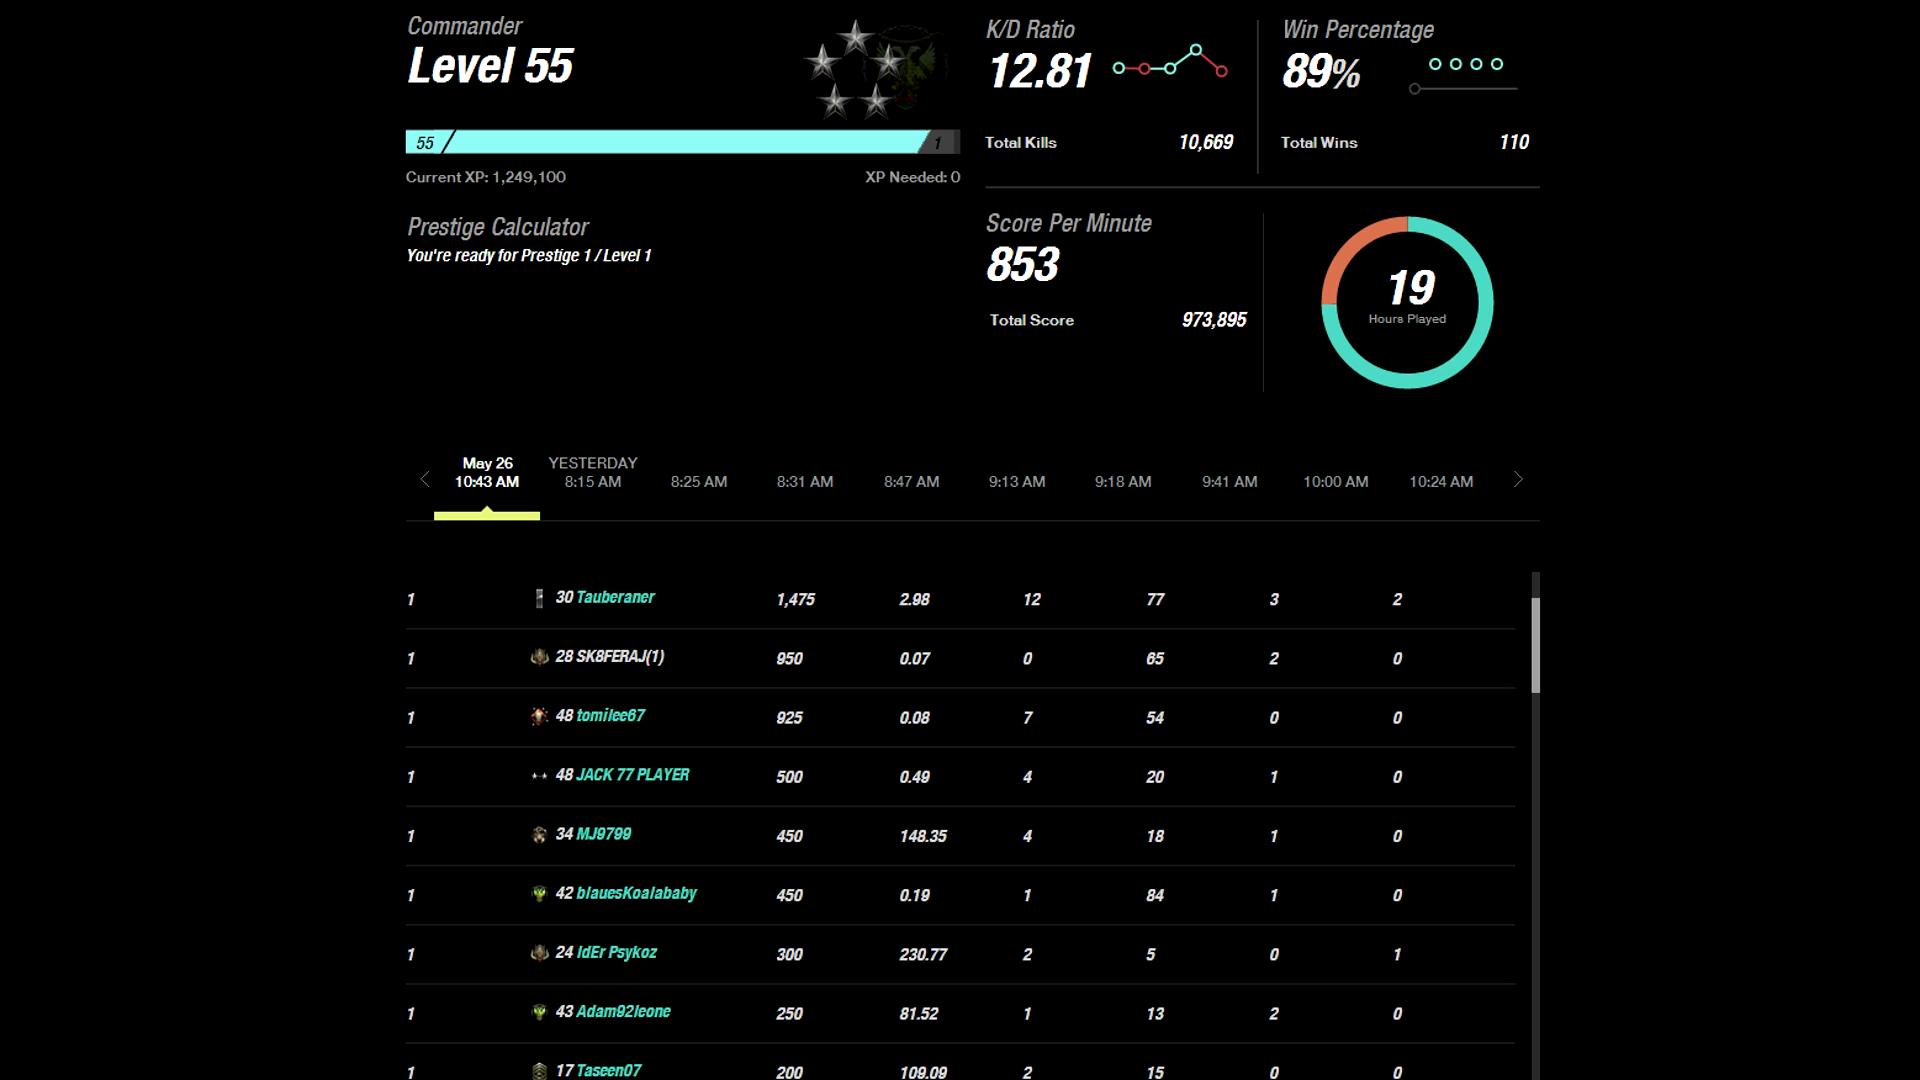 Commander
Level 55
55
1
Current XP: 1,249,100
XP Needed: 0
Prestige Calculator
You're ready for Prestige 1 / Level 1
K/D Ratio
12.81
Total Kills 10,669
Win Percentage
89%
Total Wins 110
Score Per Minute
853
Total Score 973,895
19
Hours Played
May 26
10:43 AM
YESTERDAY
8:15 AM
8:25 AM
8:31 AM
8:47 AM
9:13 AM
9:18 AM
9:41 AM
10:00 AM
10:24 AM
1 30 Tauberaner 1,475 2.98 12 77 3 2
1 28 SK8FERAJ(1) 950 0.07 0 65 2 0
1 48 tomilee67 925 0.08 7 54 0 0
1 48 JACK 77 PLAYER 500 0.49 4 20 1 0
1 34 MJ9799 450 148.35 4 18 1 0
1 42 blauesKoalababy 450 0.19 1 84 1 0
1 24 IdEr Psykoz 300 230.77 2 5 0 1
1 43 Adam92leone 250 81.52 1 13 2 0
1 17 Taseen07 200 109.09 2 15 0 0